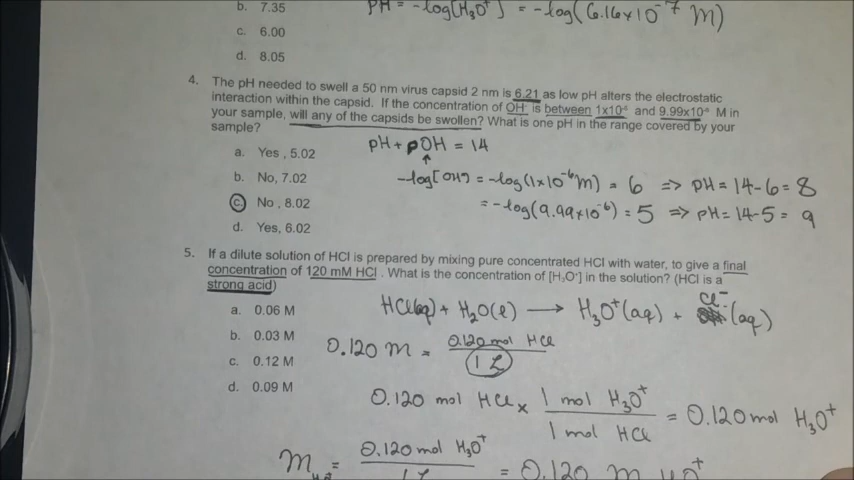 b. 7.35
pH = -log[H₃O⁺] = -log(6.16x10⁻⁷ M)
c. 6.00
d. 8.05
4. The pH needed to swell a 50 nm virus capsid 2 nm is 6.21 as low pH alters the electrostatic
interaction within the capsid. If the concentration of OH⁻ is between 1x10⁻⁶ and 9.99x10⁻⁶ M in
your sample, will any of the capsids be swollen? What is one pH in the range covered by your
sample?
pH + pOH = 14
a. Yes, 5.02
b. No, 7.02
-log[OH] = -log(1x10⁻⁶M) = 6 => pH = 14-6 = 8
c. No, 8.02
= -log(9.99x10⁻⁶) = 5 => pH = 14-5 = 9
d. Yes, 6.02
5. If a dilute solution of HCl is prepared by mixing pure concentrated HCl with water, to give a final
concentration of 120 mM HCl. What is the concentration of [H₃O⁺] in the solution? (HCl is a
strong acid)
HCl(aq) + H₂O(l) → H₃O⁺(aq) + Cl⁻(aq)
a. 0.06 M
b. 0.03 M
0.120 M = 0.120 mol HCl
1 L
c. 0.12 M
d. 0.09 M
0.120 mol HCl x 1 mol H₃O⁺ = 0.120 mol H₃O⁺
1 mol HCl
M = 0.120 mol H₃O⁺ = 0.120 M
1 L